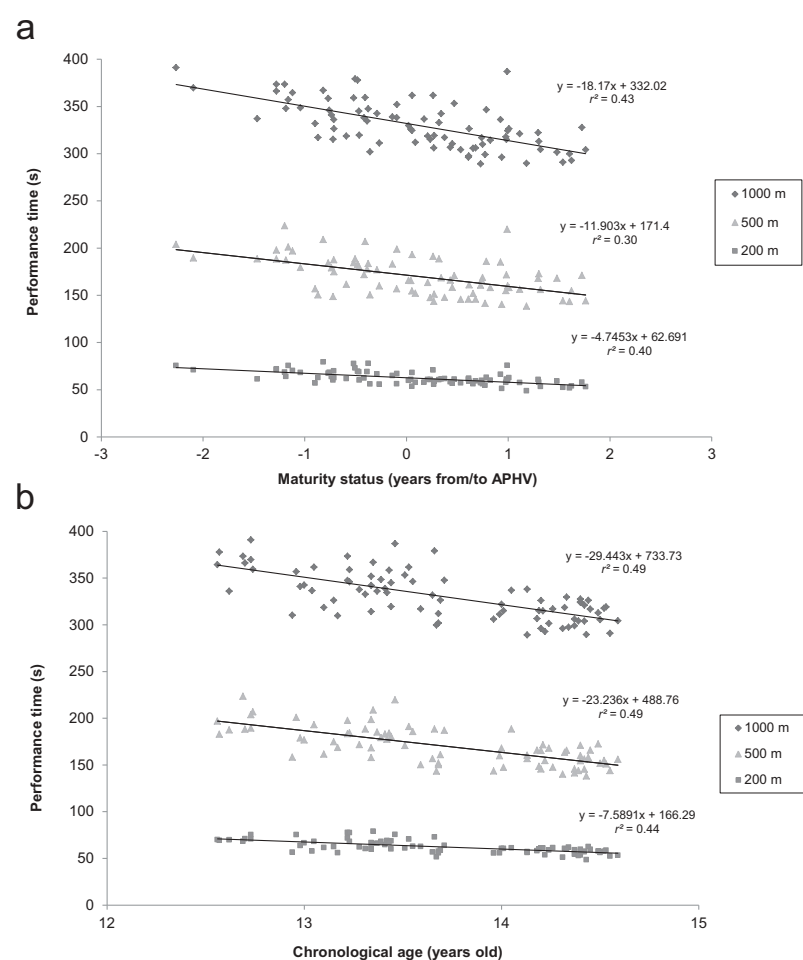 a
400
350
300
250
200
150
100
50
0
Performance time (s)
y = -18.17x + 332.02
r² = 0.43
y = -11.903x + 171.4
r² = 0.30
y = -4.7453x + 62.691
r² = 0.40
1000 m
500 m
200 m
-3 -2 -1 0 1 2 3
Maturity status (years from/to APHV)
b
400
350
300
250
200
150
100
50
0
Performance time (s)
y = -29.443x + 733.73
r² = 0.49
y = -23.236x + 488.76
r² = 0.49
y = -7.5891x + 166.29
r² = 0.44
1000 m
500 m
200 m
12 13 14 15
Chronological age (years old)